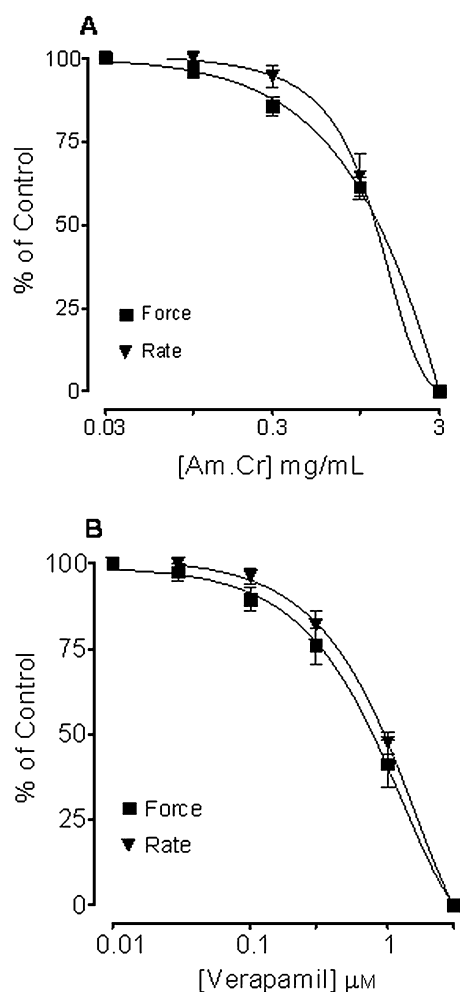 A
100
75
50
25
0
% of Control
Force
Rate
0.03 0.3 3
[Am.Cr] mg/mL
B
100
75
50
25
0
% of Control
Force
Rate
0.01 0.1 1
[Verapamil] μM